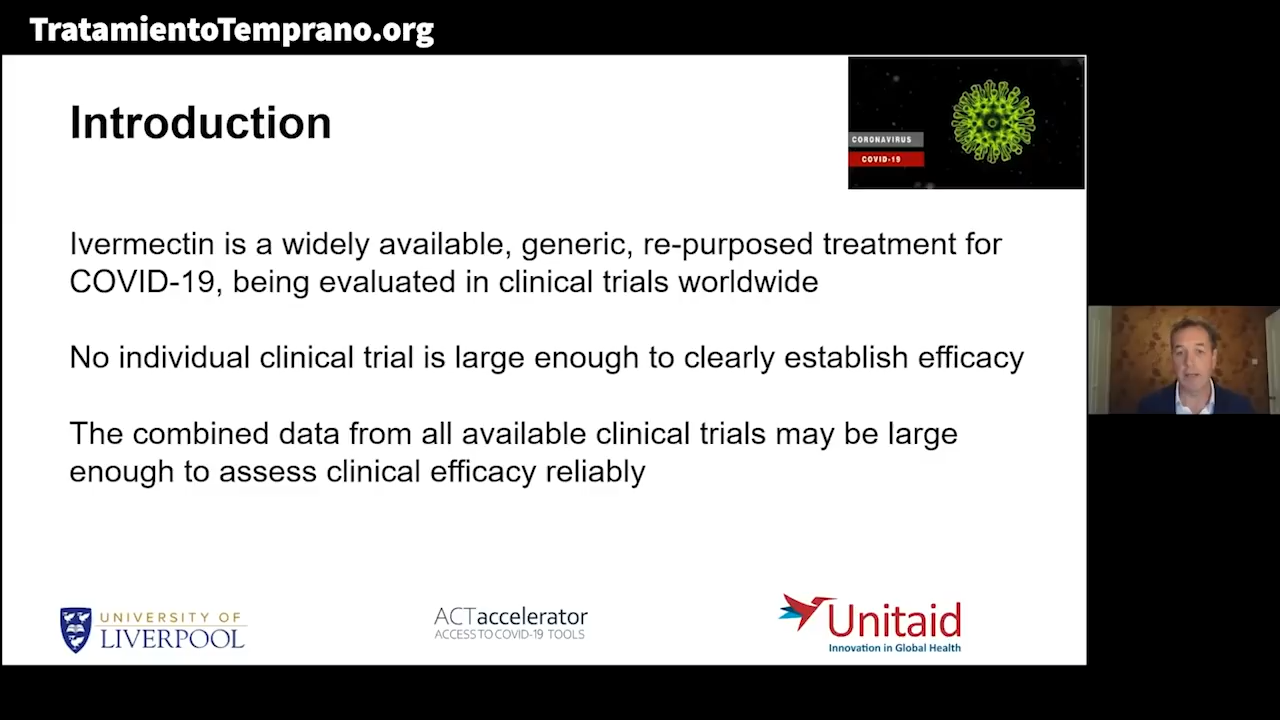 TratamientoTemprano.org
Introduction
CORONAVIRUS
COVID-19
Ivermectin is a widely available, generic, re-purposed treatment for
COVID-19, being evaluated in clinical trials worldwide
No individual clinical trial is large enough to clearly establish efficacy
The combined data from all available clinical trials may be large
enough to assess clinical efficacy reliably
UNIVERSITY OF
LIVERPOOL
ACTaccelerator
ACCESS TO COVID-19 TOOLS
Unitaid
Innovation in Global Health